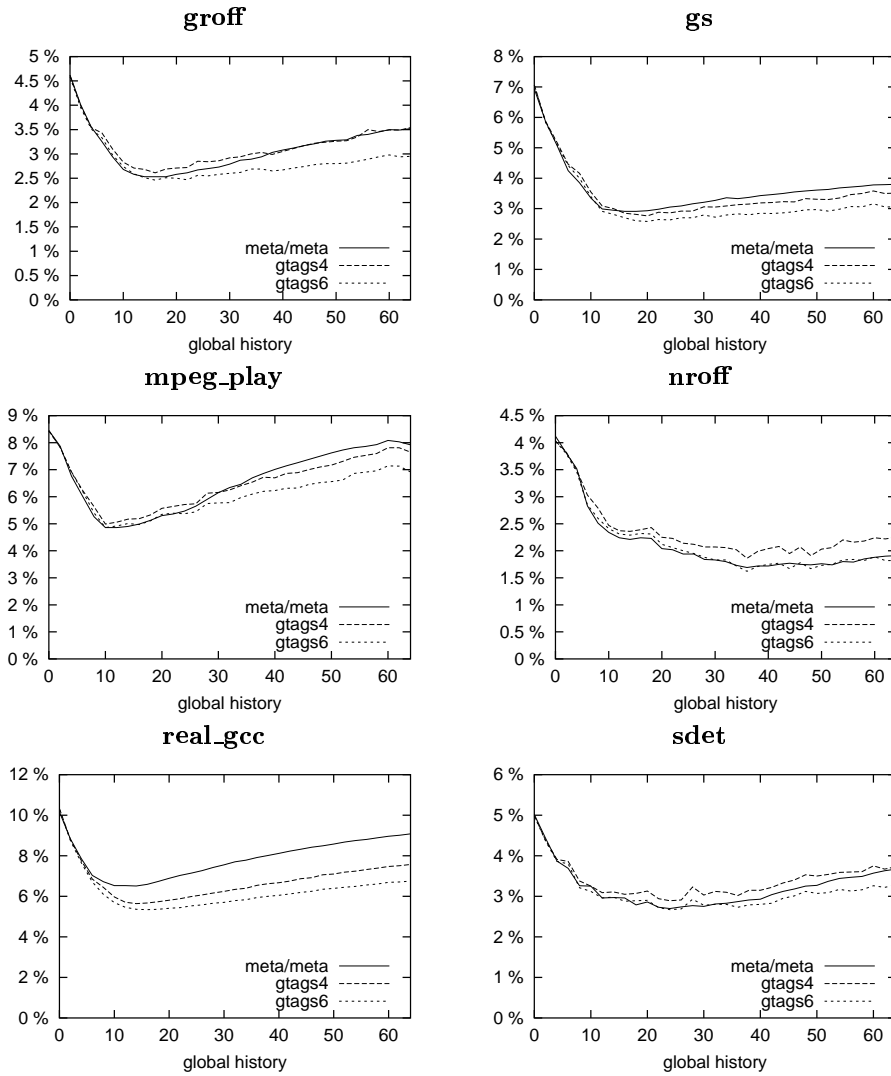 groff
5 %
4.5 %
4 %
3.5 %
3 %
2.5 %
2 %
1.5 %
1 %
0.5 %
0 %
meta/meta
gtags4
gtags6
0 10 20 30 40 50 60
global history
gs
8 %
7 %
6 %
5 %
4 %
3 %
2 %
1 %
0 %
meta/meta
gtags4
gtags6
0 10 20 30 40 50 60
global history
mpeg_play
9 %
8 %
7 %
6 %
5 %
4 %
3 %
2 %
1 %
0 %
meta/meta
gtags4
gtags6
0 10 20 30 40 50 60
global history
nroff
4.5 %
4 %
3.5 %
3 %
2.5 %
2 %
1.5 %
1 %
0.5 %
0 %
meta/meta
gtags4
gtags6
0 10 20 30 40 50 60
global history
real_gcc
12 %
10 %
8 %
6 %
4 %
2 %
0 %
meta/meta
gtags4
gtags6
0 10 20 30 40 50 60
global history
sdet
6 %
5 %
4 %
3 %
2 %
1 %
0 %
meta/meta
gtags4
gtags6
0 10 20 30 40 50 60
global history